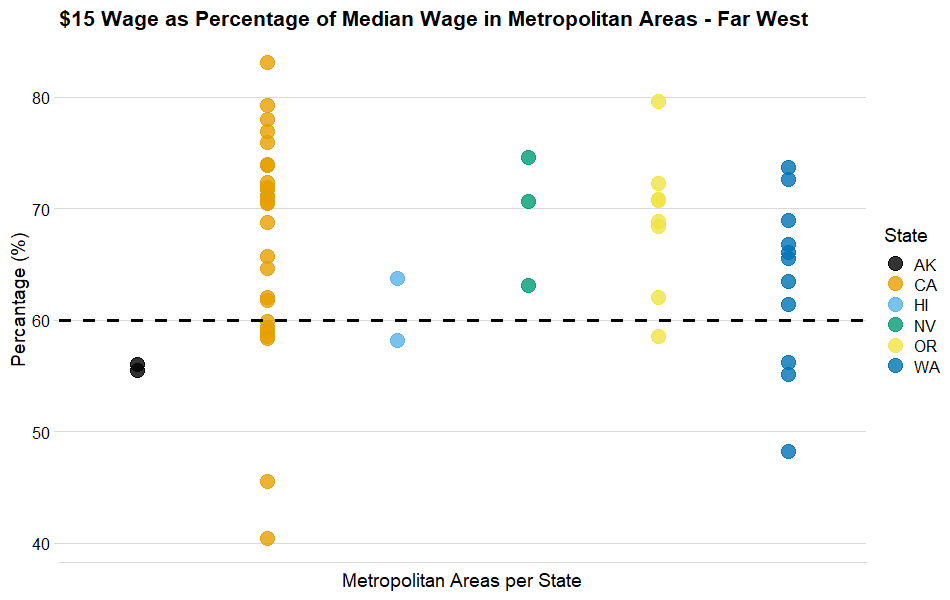 $15 Wage as Percentage of Median Wage in Metropolitan Areas - Far West
80
70
60
50
40
Percantage (%)
Metropolitan Areas per State
State
AK
CA
HI
NV
OR
WA